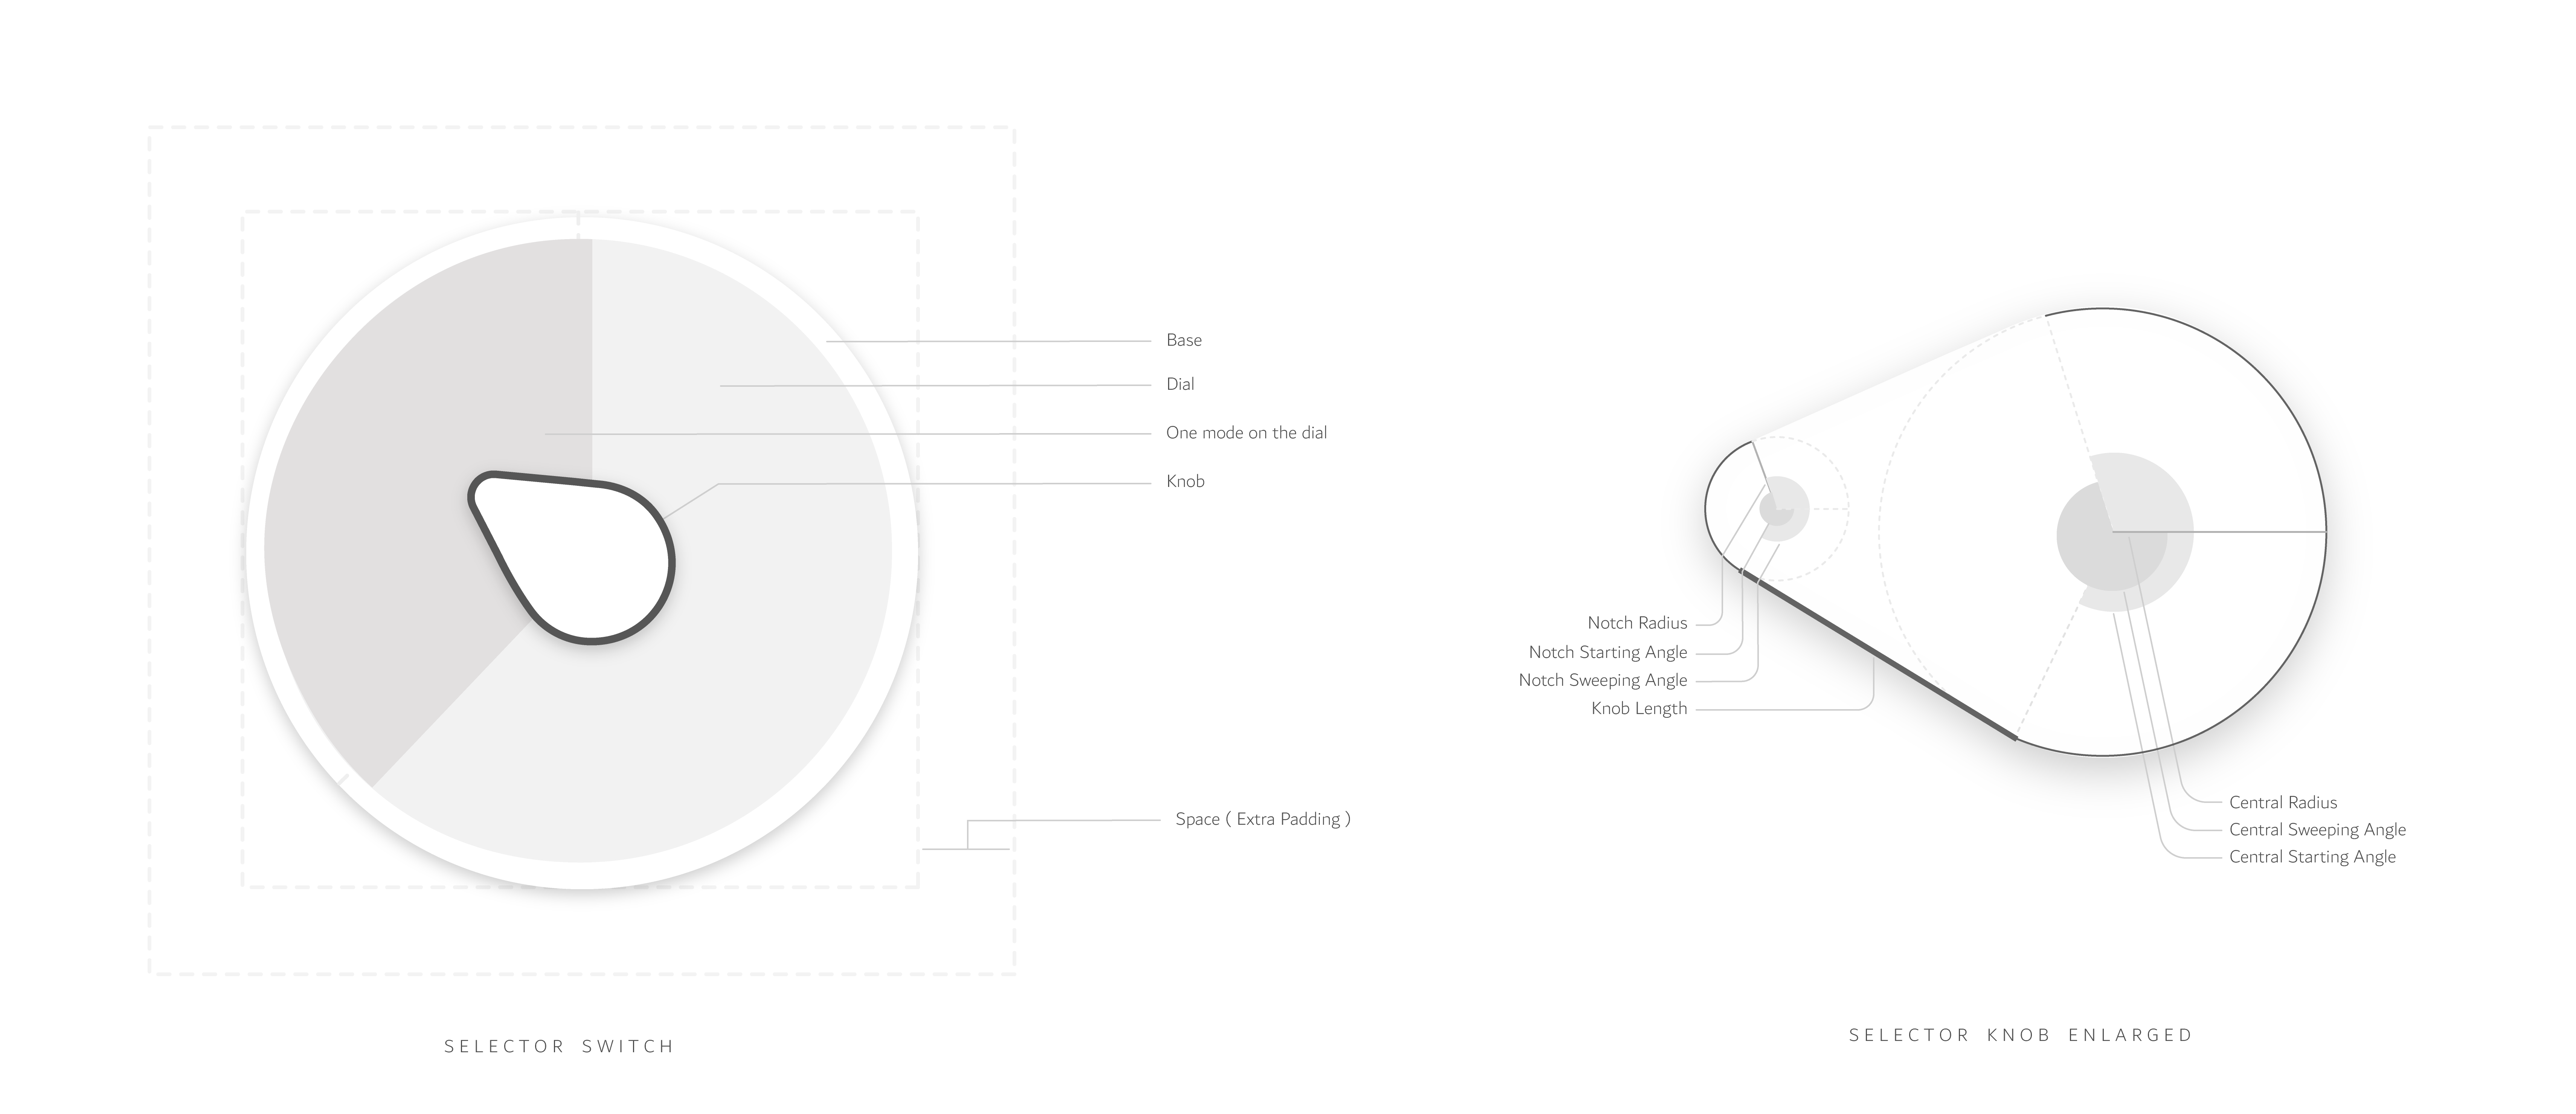 Base
Dial
One mode on the dial
Knob
Space ( Extra Padding )
SELECTOR SWITCH
Notch Radius
Notch Starting Angle
Notch Sweeping Angle
Knob Length
Central Radius
Central Sweeping Angle
Central Starting Angle
SELECTOR KNOB ENLARGED